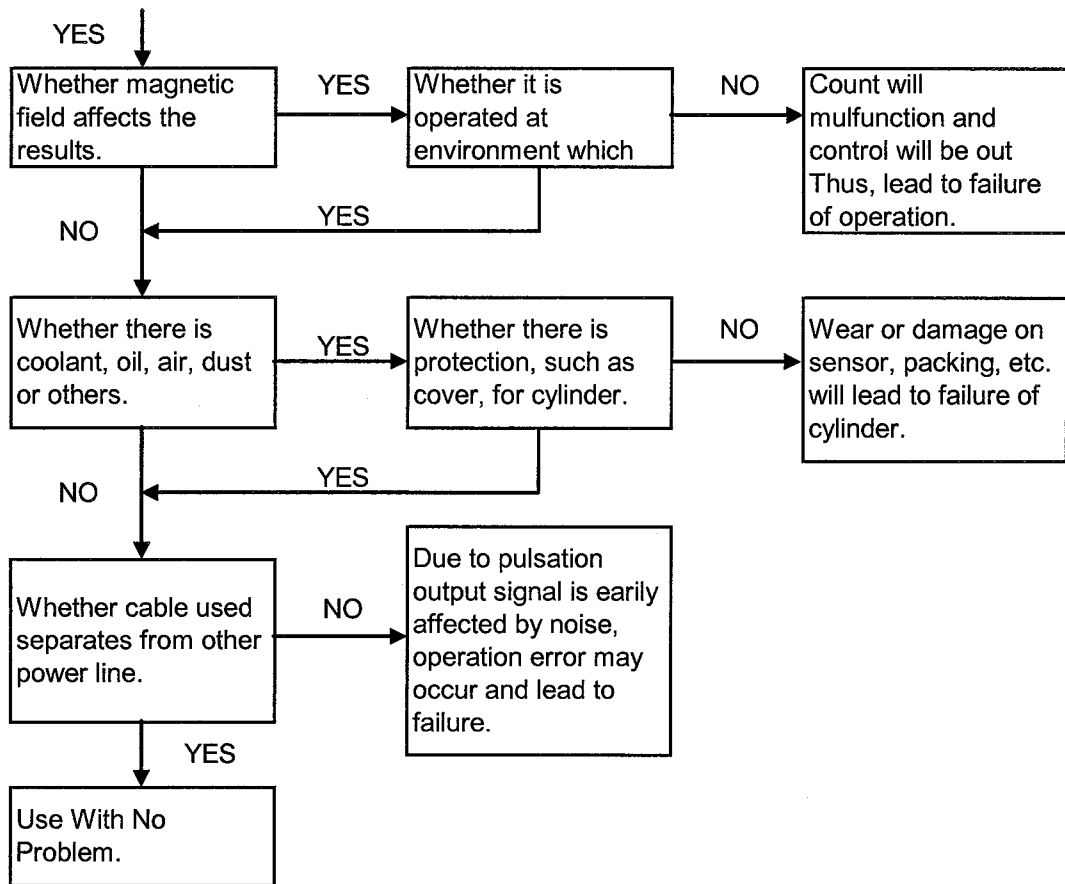 YES
Whether magnetic
field affects the
results.
YES
Whether it is
operated at
environment which
NO
Count will
mulfunction and
control will be out
Thus, lead to failure
of operation.
YES
NO
Whether there is
coolant, oil, air, dust
or others.
YES
Whether there is
protection, such as
cover, for cylinder.
NO
Wear or damage on
sensor, packing, etc.
will lead to failure of
cylinder.
YES
NO
Whether cable used
separates from other
power line.
NO
Due to pulsation
output signal is earily
affected by noise,
operation error may
occur and lead to
failure.
YES
Use With No
Problem.